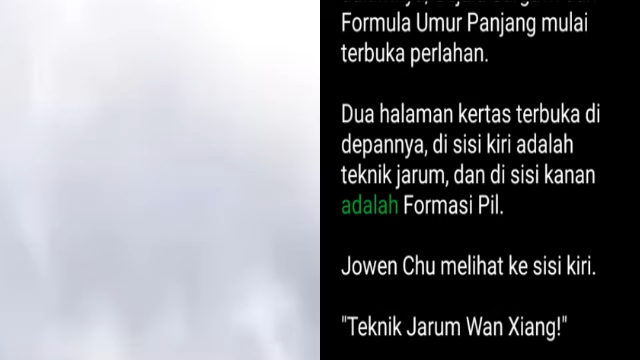 Formula Umur Panjang mulai
terbuka perlahan.
Dua halaman kertas terbuka di
depannya, di sisi kiri adalah
teknik jarum, dan di sisi kanan
adalah Formasi Pil.
Jowen Chu melihat ke sisi kiri.
"Teknik Jarum Wan Xiang!"